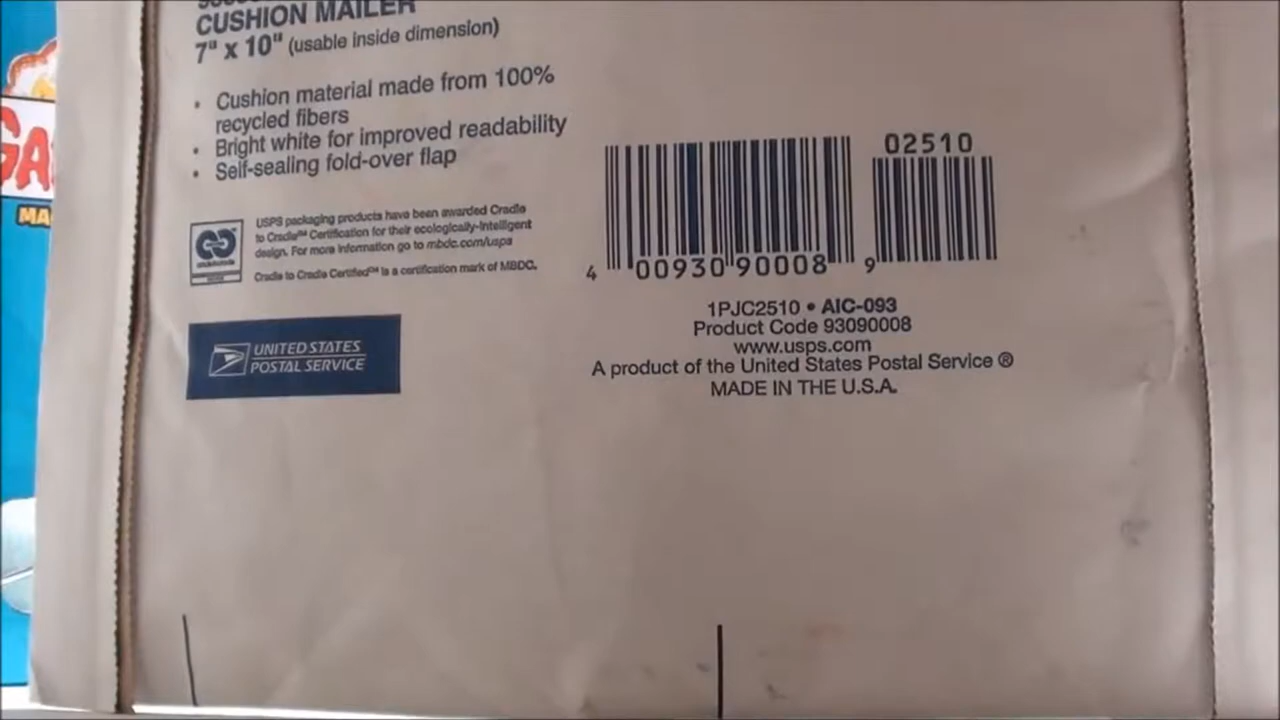 CUSHION MAILER
7" x 10" (usable inside dimension)
• Cushion material made from 100%
recycled fibers
• Bright white for improved readability
• Self-sealing fold-over flap
USPS packaging products have been awarded Cradle
to Cradle℠ Certification for their ecologically-intelligent
design. For more information go to mbdc.com/usps
Cradle to Cradle Certified℠ is a certification mark of MBDC.
UNITED STATES
POSTAL SERVICE
02510
4 00930 90008 9
1PJC2510 • AIC-093
Product Code 93090008
www.usps.com
A product of the United States Postal Service ®
MADE IN THE U.S.A.
GA
MA